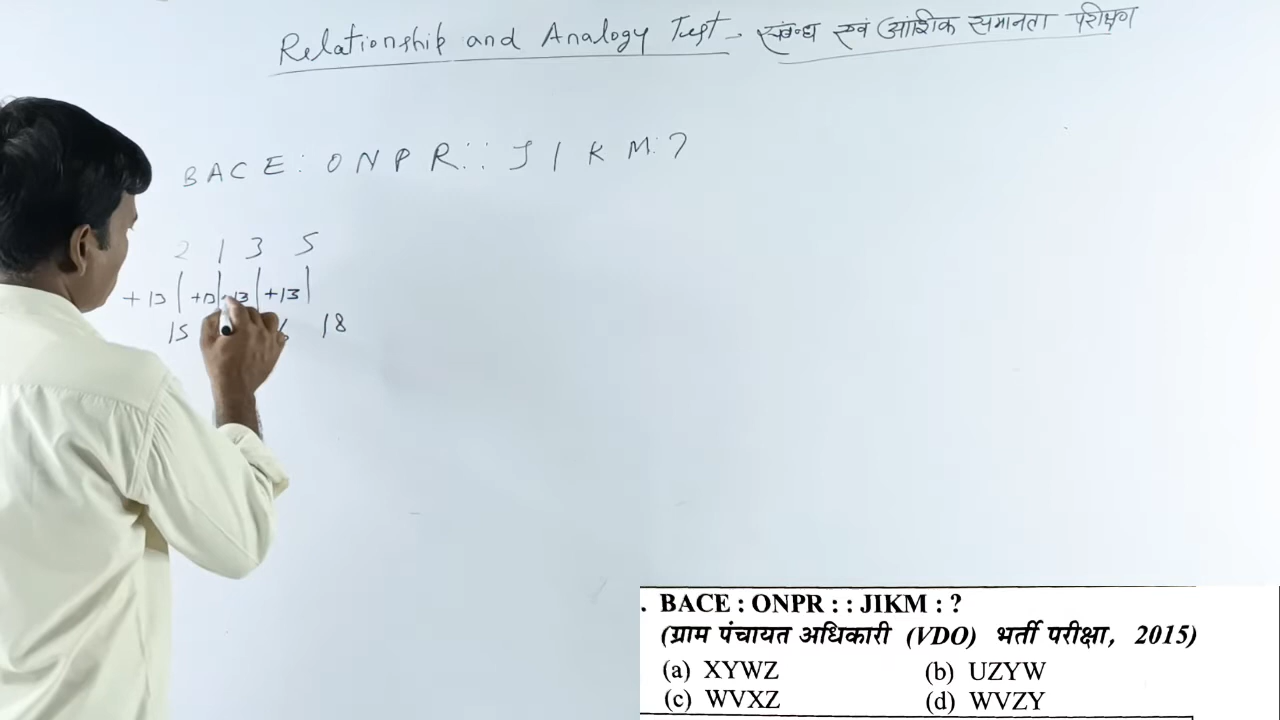 Relationship and Analogy Test - संबन्ध एवं आंशिक समानता परीक्षण
BACE : ONPR :: JIKM : ?
2 1 3 5
+13 +13 +13 +13
15 18
. BACE : ONPR : : JIKM : ?
(ग्राम पंचायत अधिकारी (VDO) भर्ती परीक्षा, 2015)
(a) XYWZ (b) UZYW
(c) WVXZ (d) WVZY